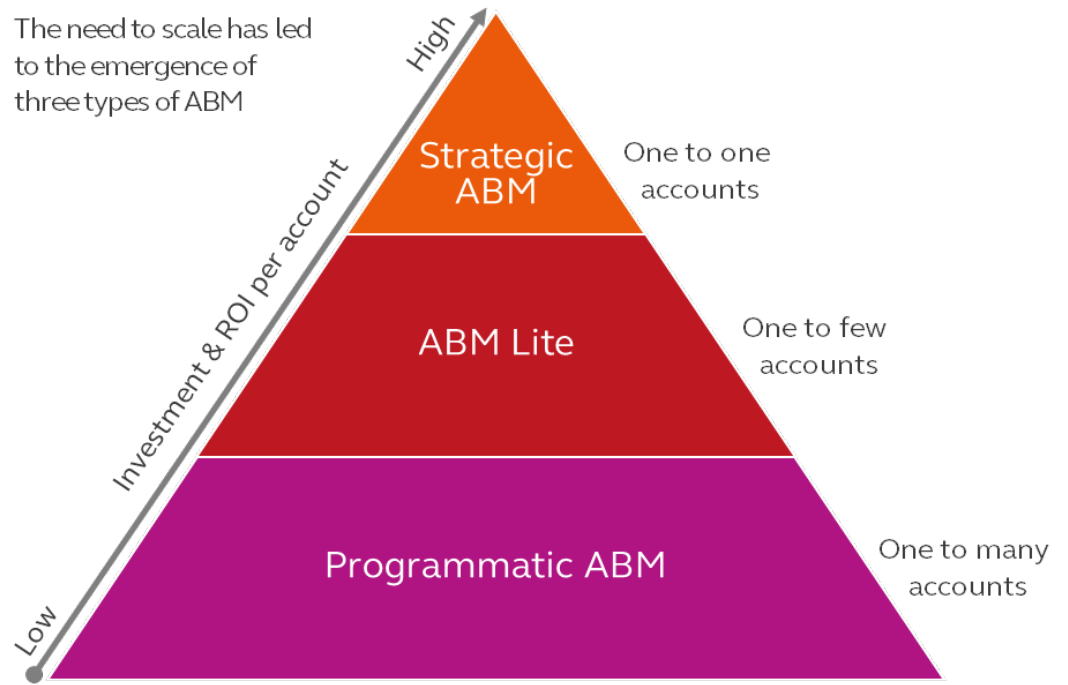 The need to scale has led
to the emergence of
three types of ABM
High
Investment & ROI per account
Low
Strategic
ABM
One to one
accounts
ABM Lite
One to few
accounts
Programmatic ABM
One to many
accounts